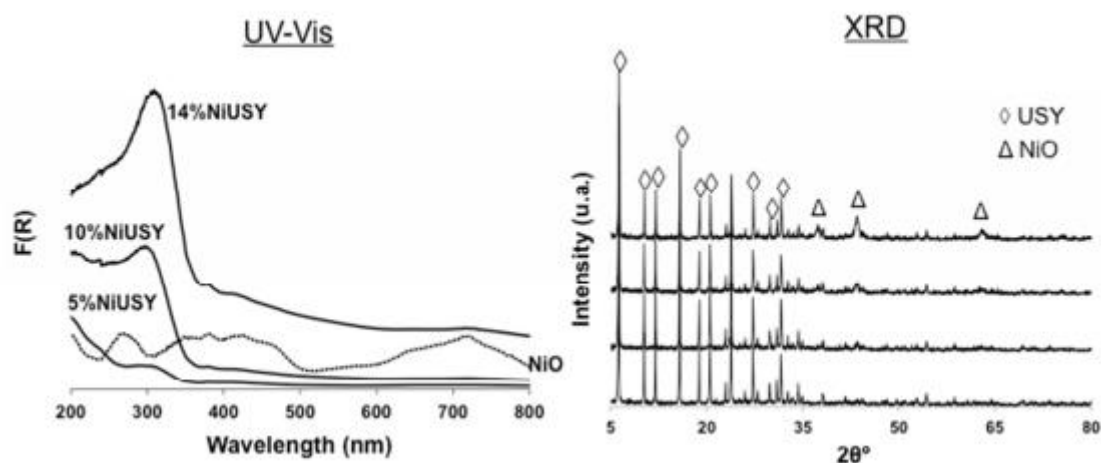 UV-Vis
14%NiUSY
10%NiUSY
5%NiUSY
NiO
F(R)
200 300 400 500 600 700 800
Wavelength (nm)
XRD
◇ USY
△ NiO
Intensity (u.a.)
5 20 35 50 65 80
2θ°